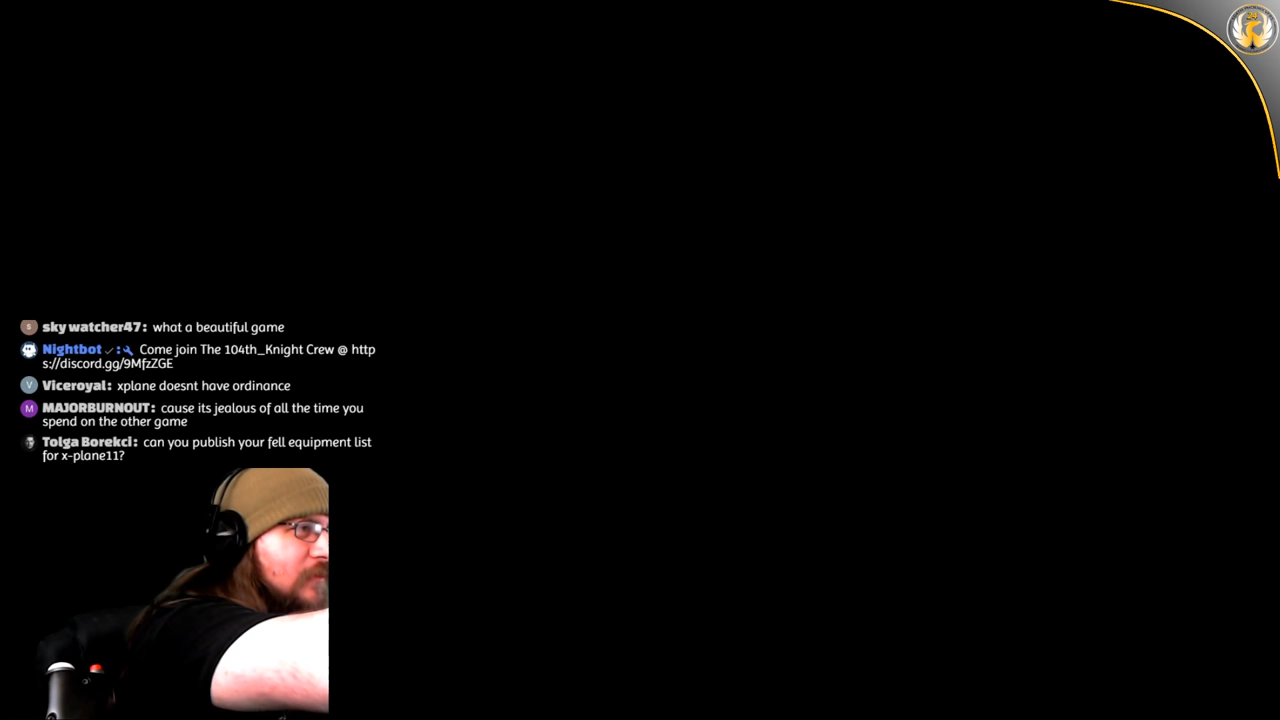 sky watcher47: what a beautiful game
Nightbot: Come join The 104th_Knight Crew @ http
s://discord.gg/9MfzZGE
Viceroyal: xplane doesnt have ordinance
MAJORBURNOUT: cause its jealous of all the time you
spend on the other game
Tolga Borekci: can you publish your fell equipment list
for x-plane11?